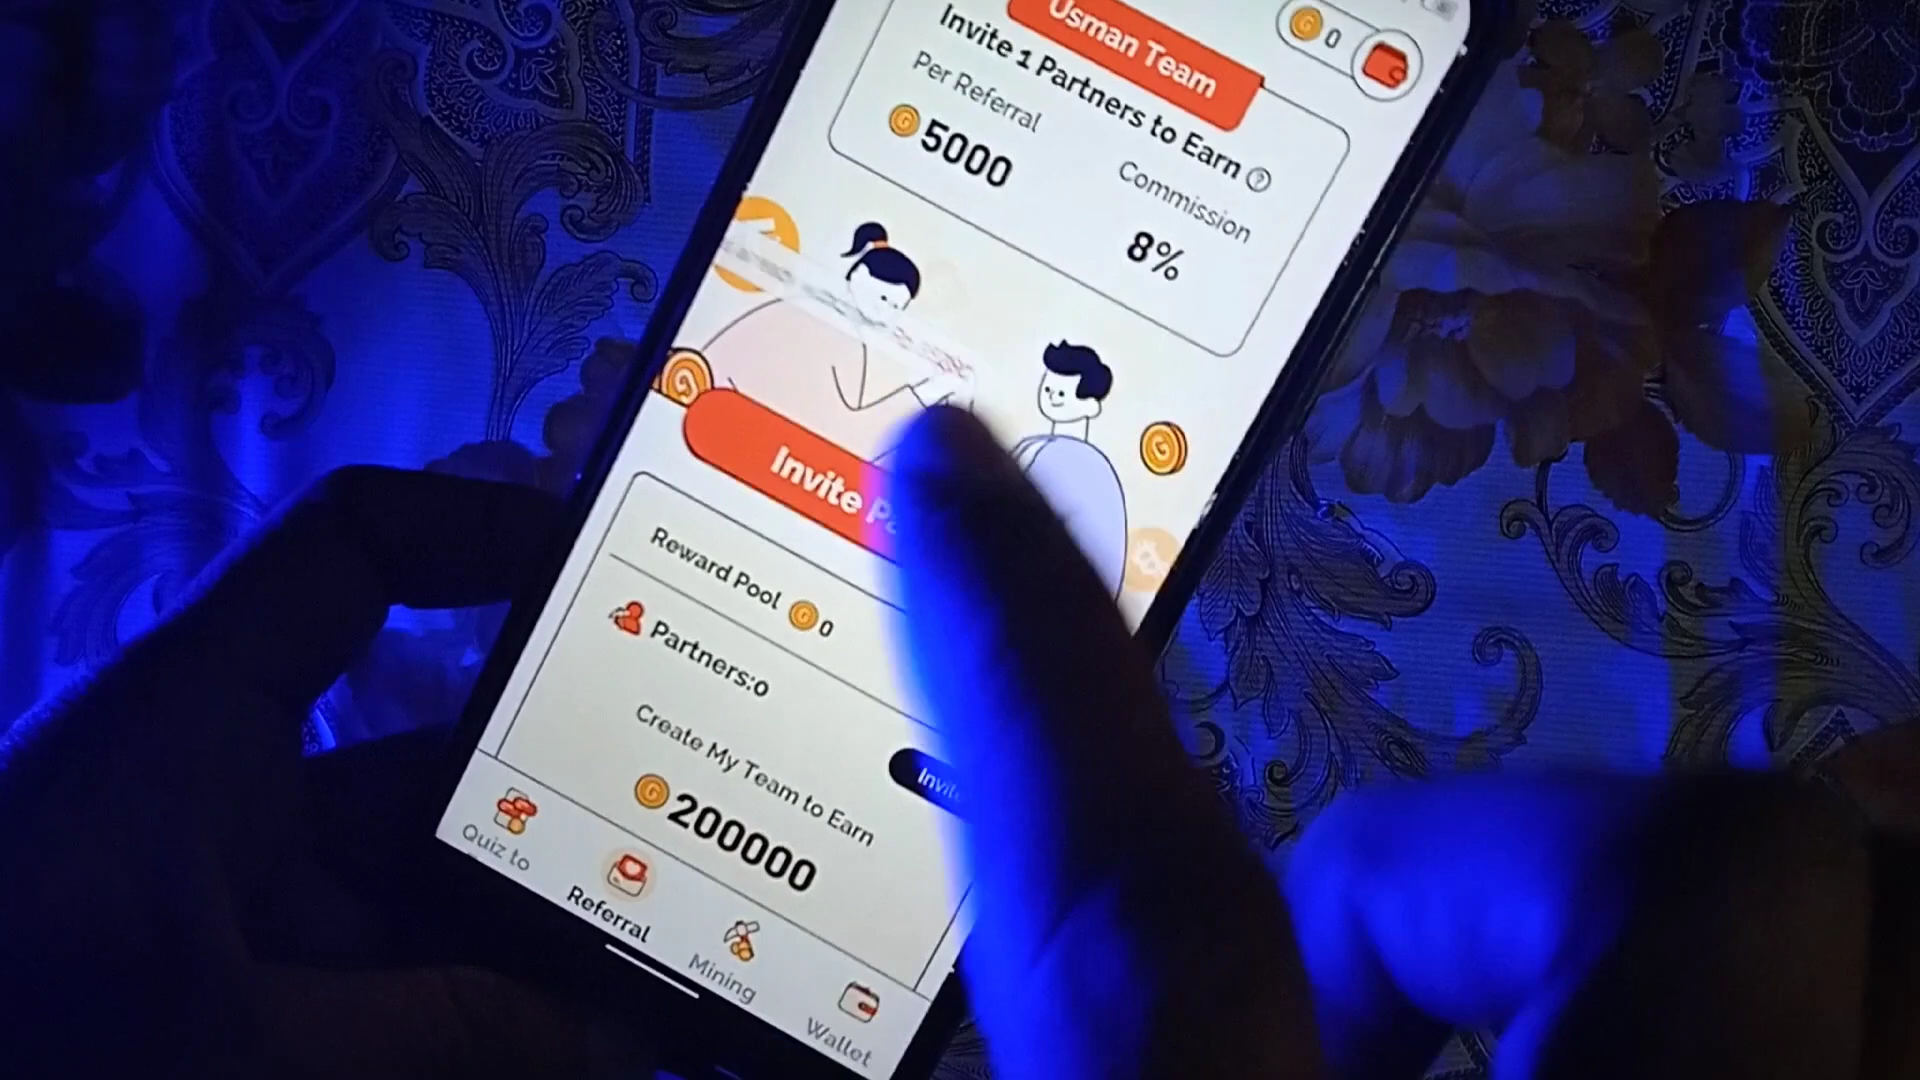 Usman Team
0
Invite 1 Partners to Earn ?
Per Referral
5000
Commission
8%
Invite
Reward Pool 0
Partners:0
Create My Team to Earn
200000
Quiz to
Referral
Mining
Wallet